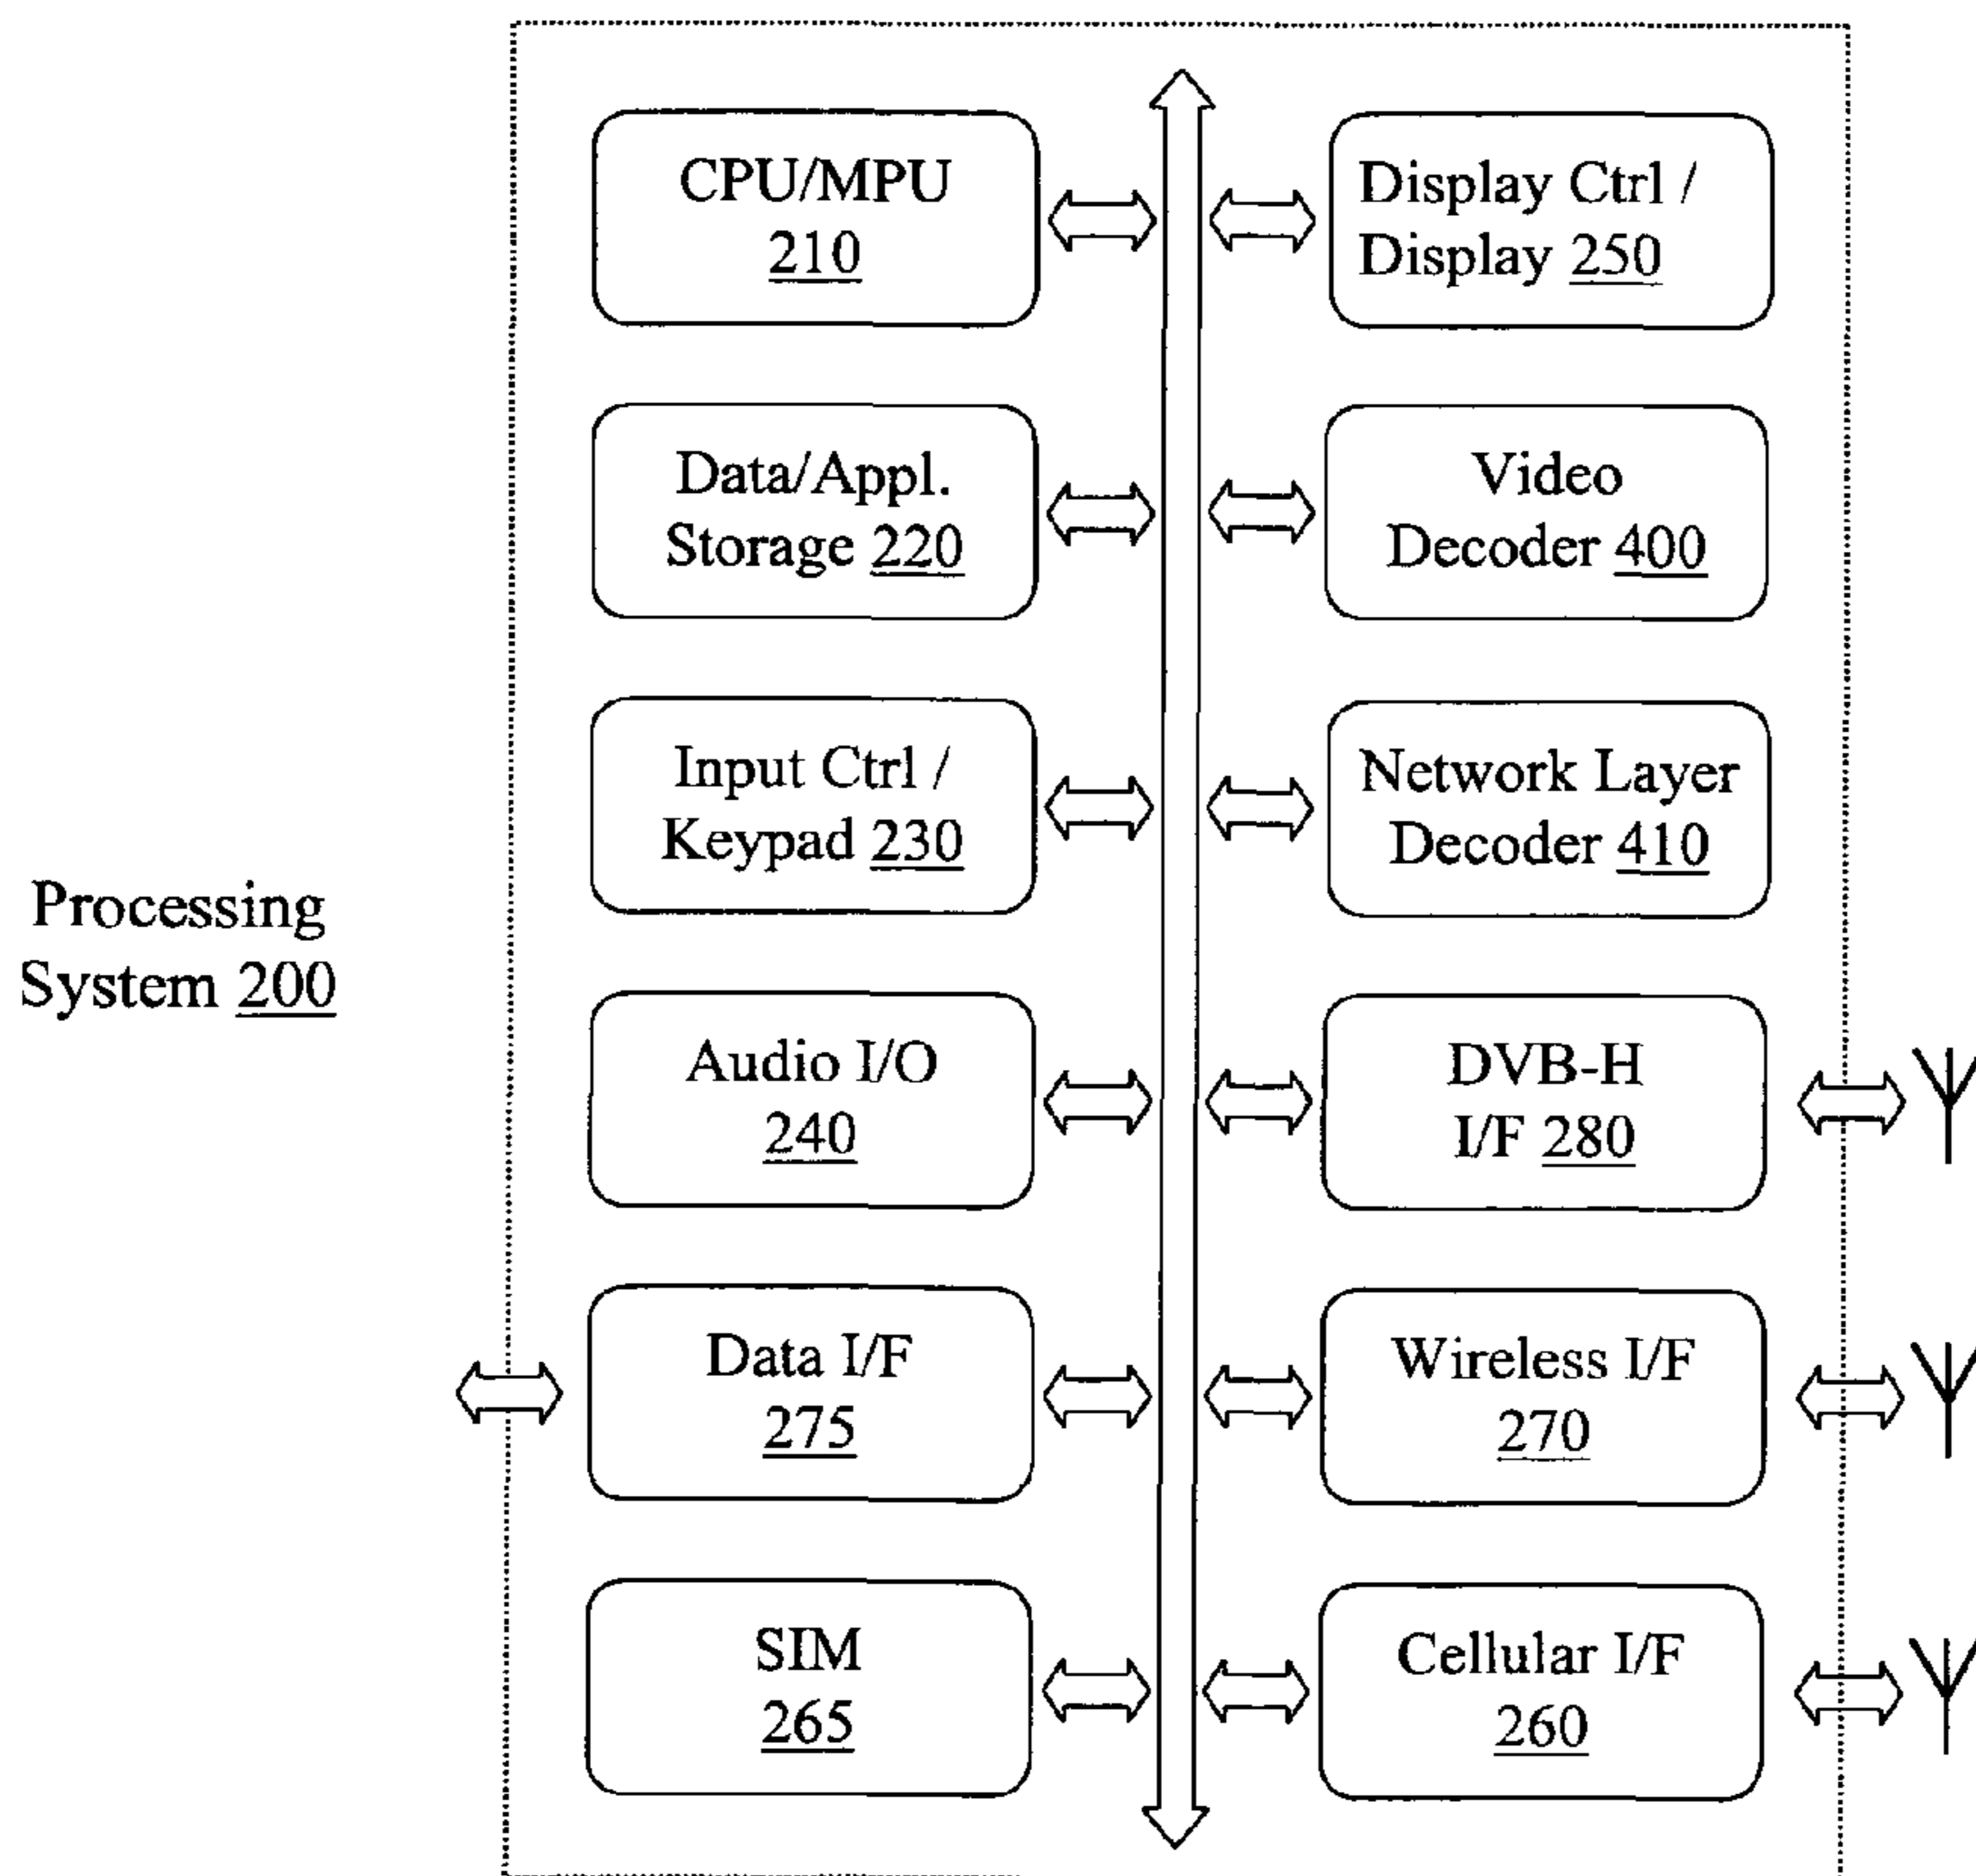 CPU/MPU
210
Display Ctrl /
Display 250
Data/Appl.
Storage 220
Video
Decoder 400
Input Ctrl /
Keypad 230
Network Layer
Decoder 410
Processing
System 200
Audio I/O
240
DVB-H
I/F 280
Data I/F
275
Wireless I/F
270
SIM
265
Cellular I/F
260